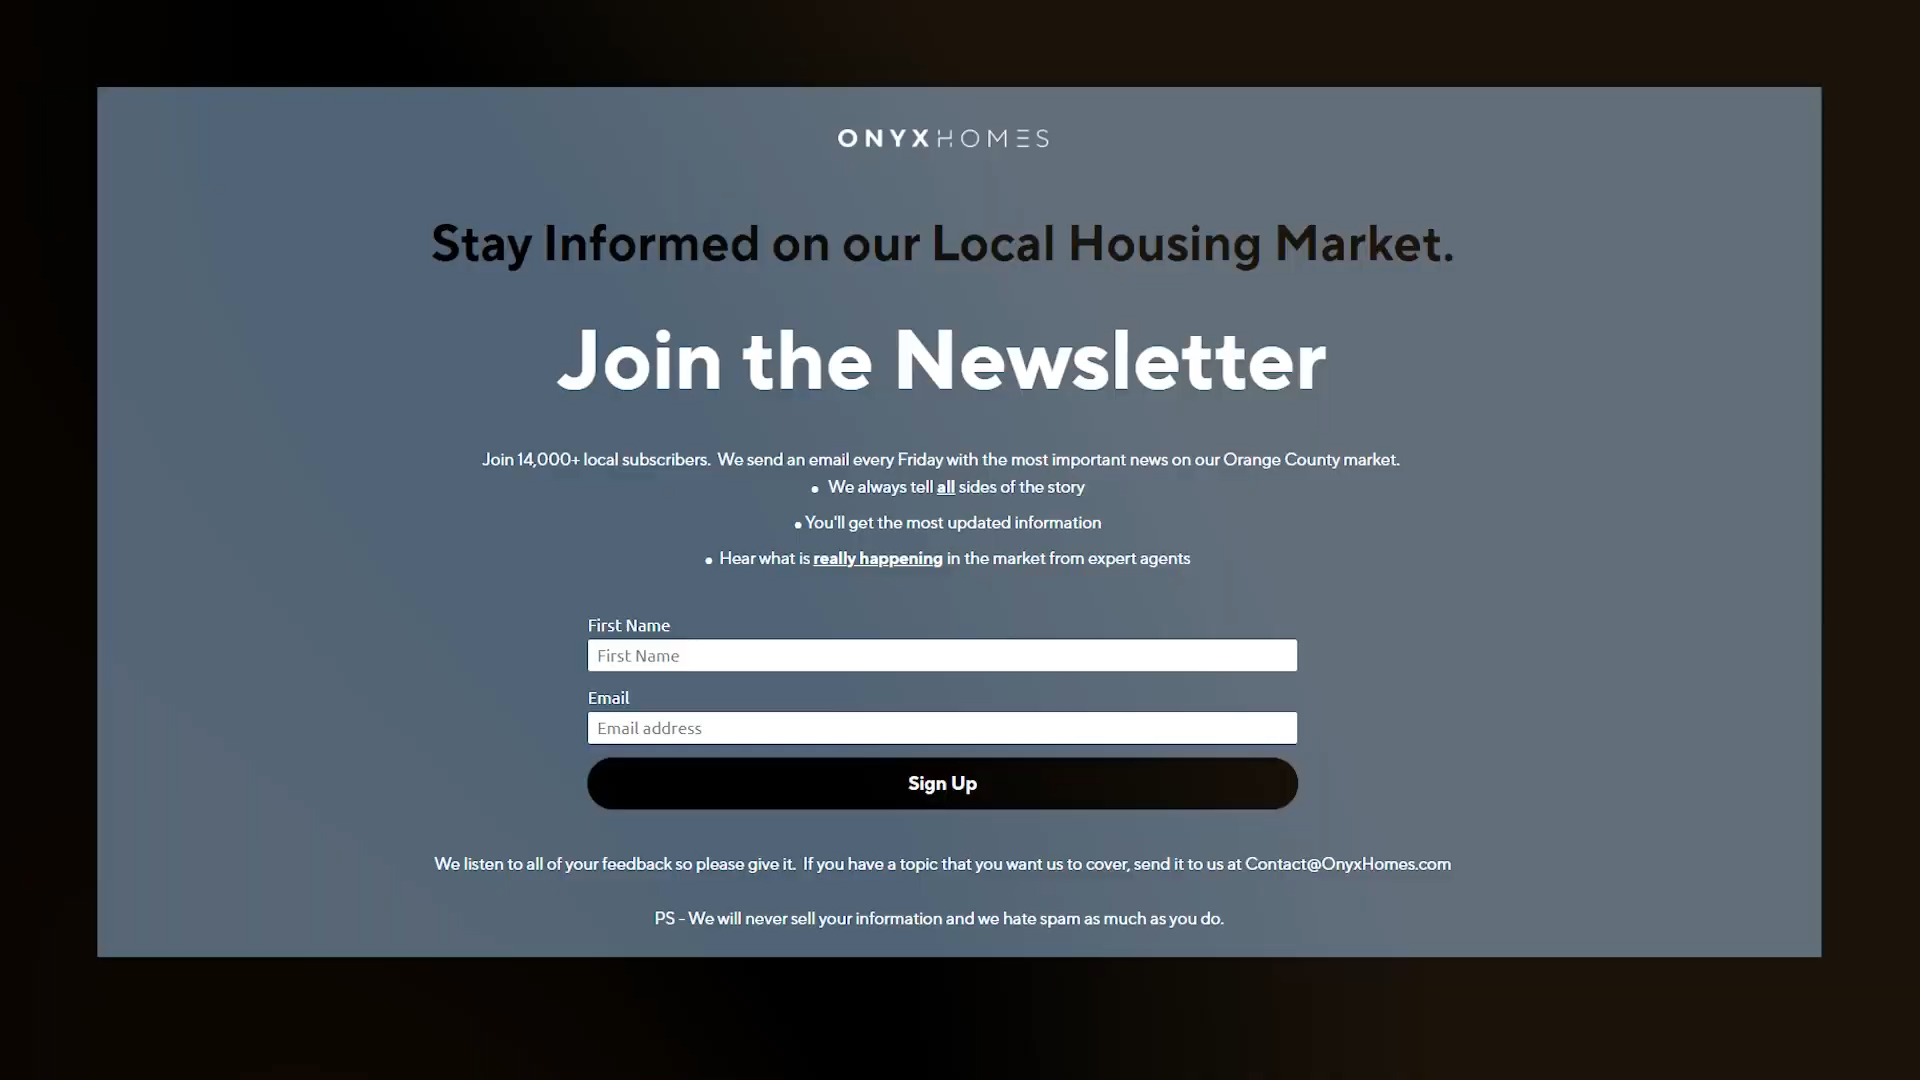 ONYXHOMES
Stay Informed on our Local Housing Market.
Join the Newsletter
Join 14,000+ local subscribers.  We send an email every Friday with the most important news on our Orange County market.
• We always tell all sides of the story
• You'll get the most updated information
• Hear what is really happening in the market from expert agents
First Name
First Name
Email
Email address
Sign Up
We listen to all of your feedback so please give it.  If you have a topic that you want us to cover, send it to us at Contact@OnyxHomes.com
PS - We will never sell your information and we hate spam as much as you do.